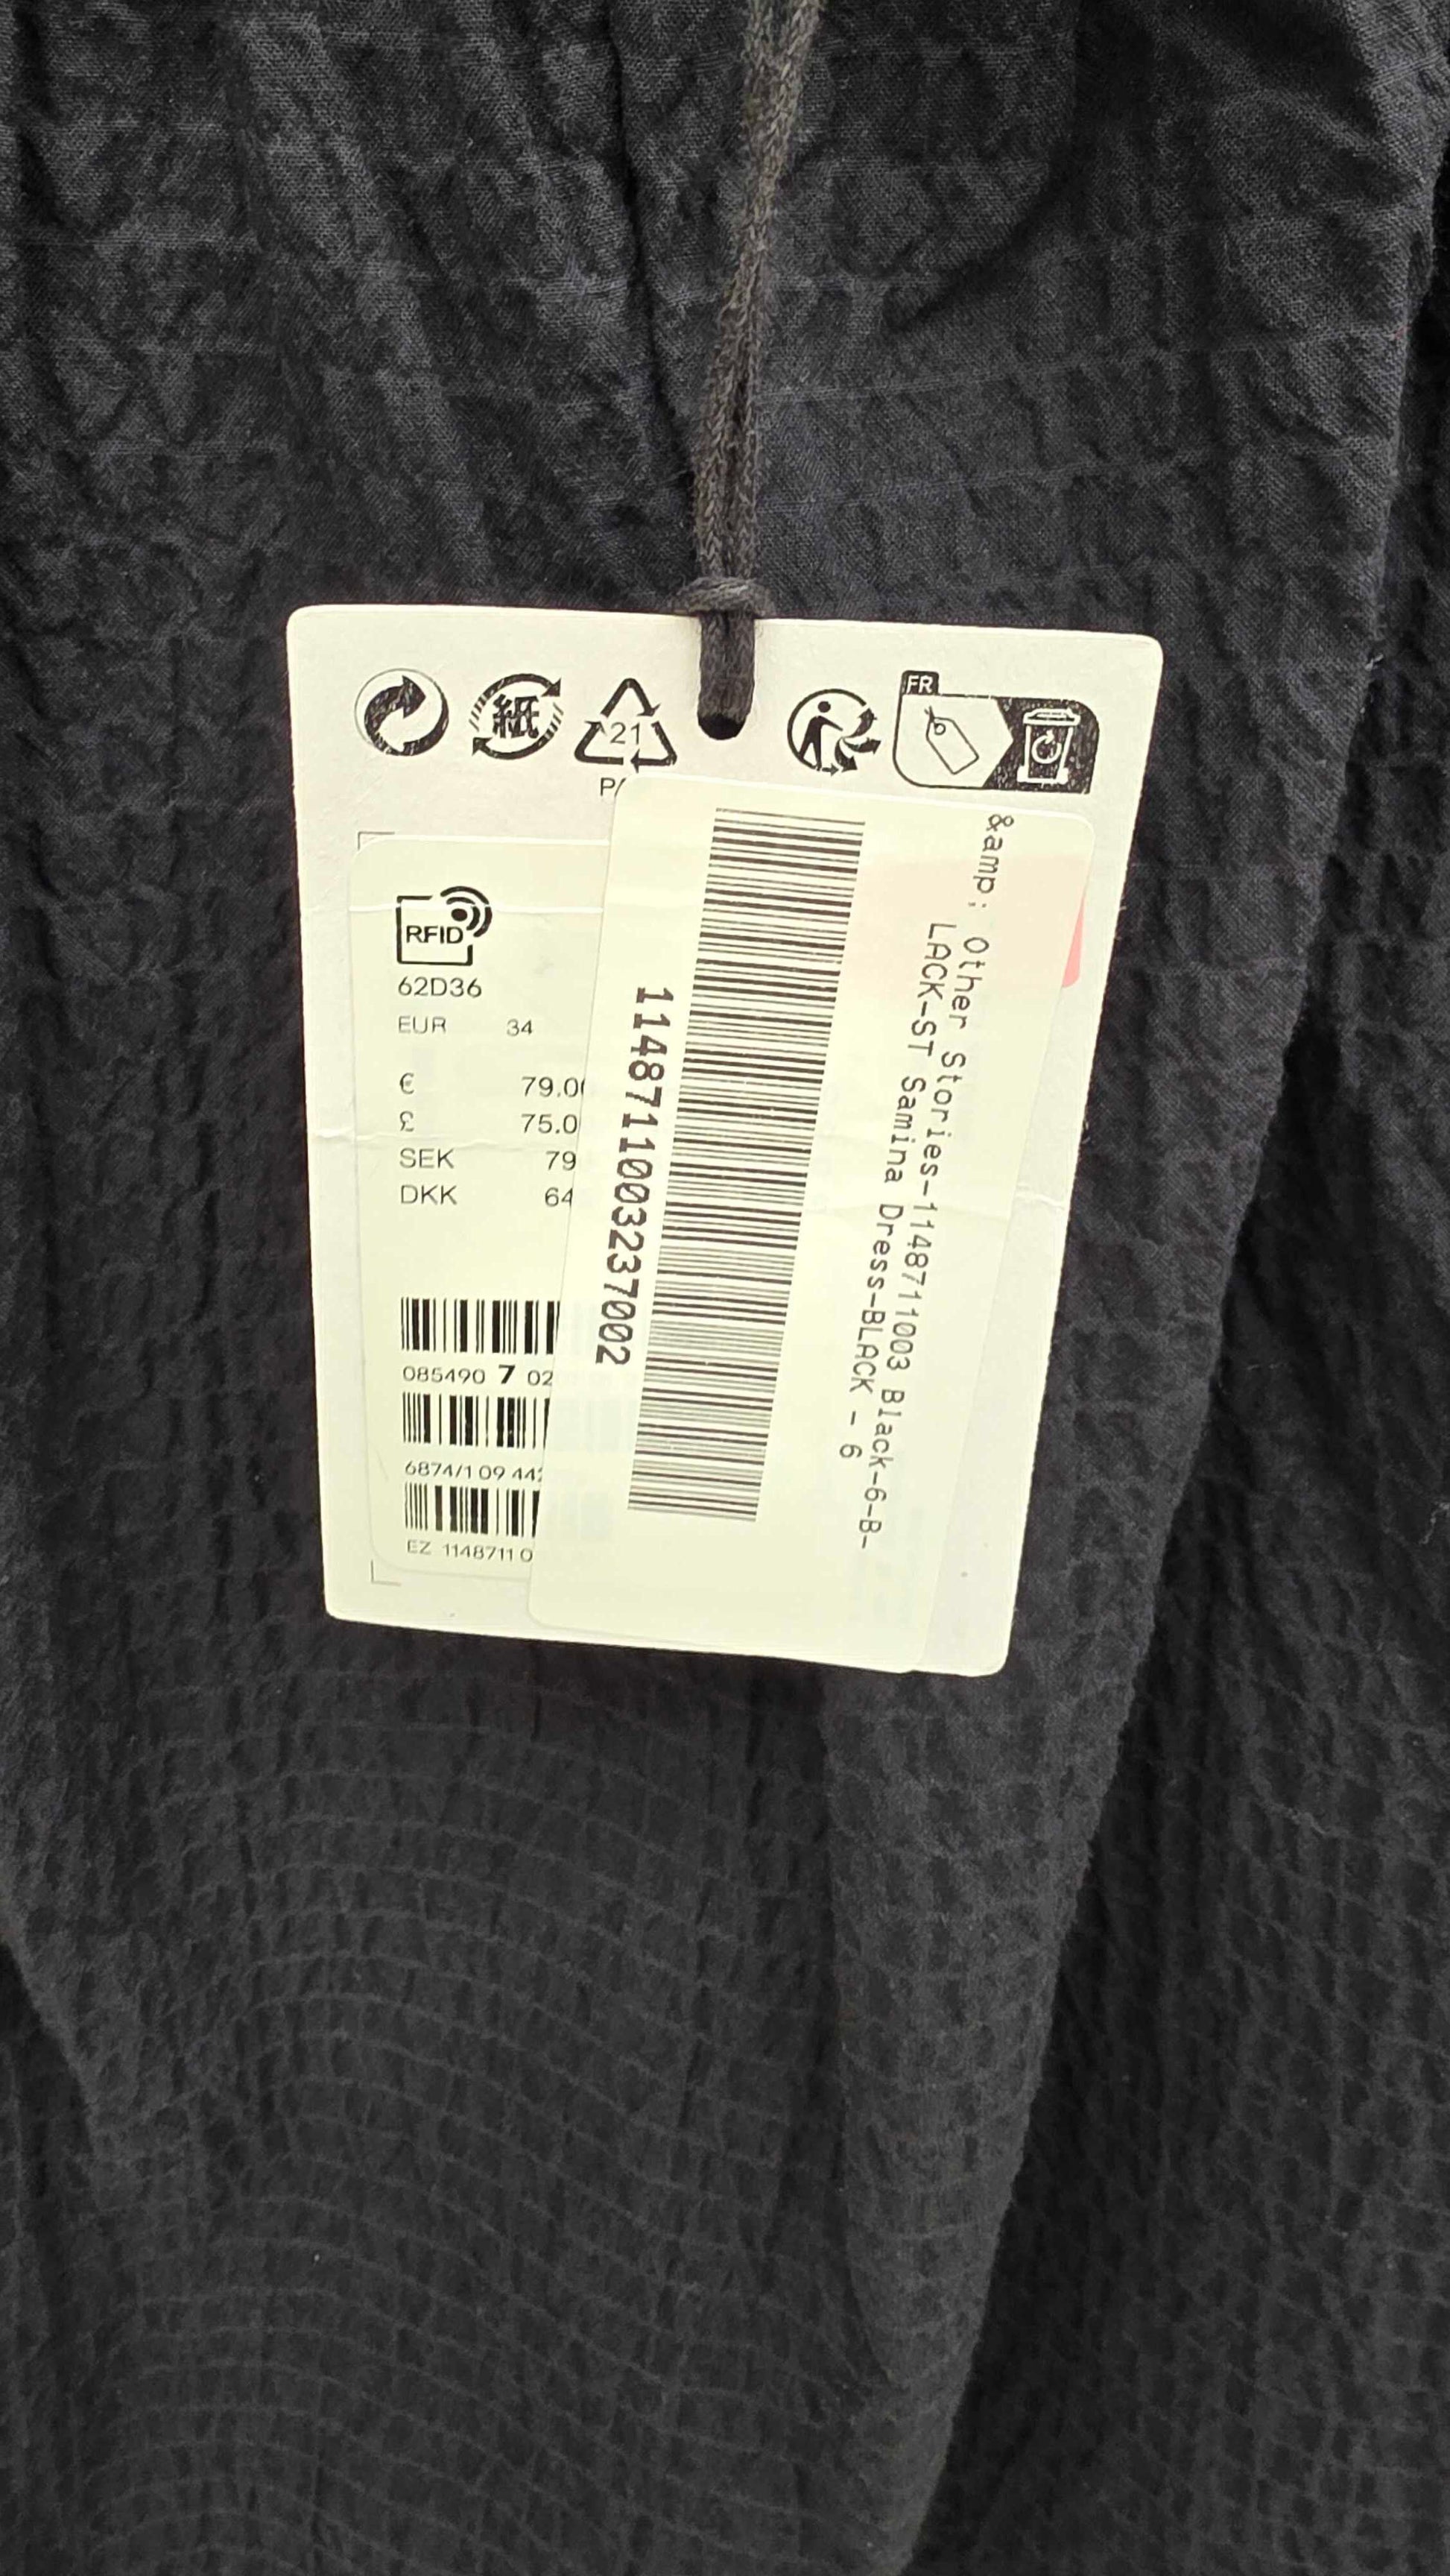 紙
21
FR
RFID
62D36
EUR 34
€ 79.0
£ 75.0
SEK 79
DKK 64
085490 7 02
6874/1 09 44
EZ 1148711 0
1148711003237002
&amp; Other Stories-1148711003 Black-6-B-
LACK-ST Samina Dress-BLACK - 6